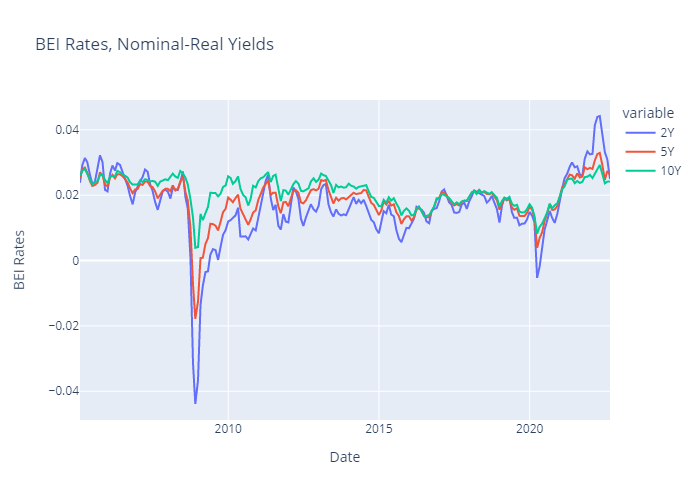 BEI Rates, Nominal-Real Yields
variable
2Y
5Y
10Y
BEI Rates
0.04
0.02
0
−0.02
−0.04
2010
2015
2020
Date